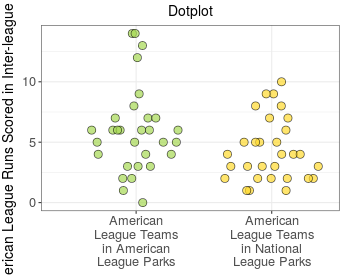 Dotplot
erican League Runs Scored in Inter-league
10
5
0
American
League Teams
in American
League Parks
American
League Teams
in National
League Parks